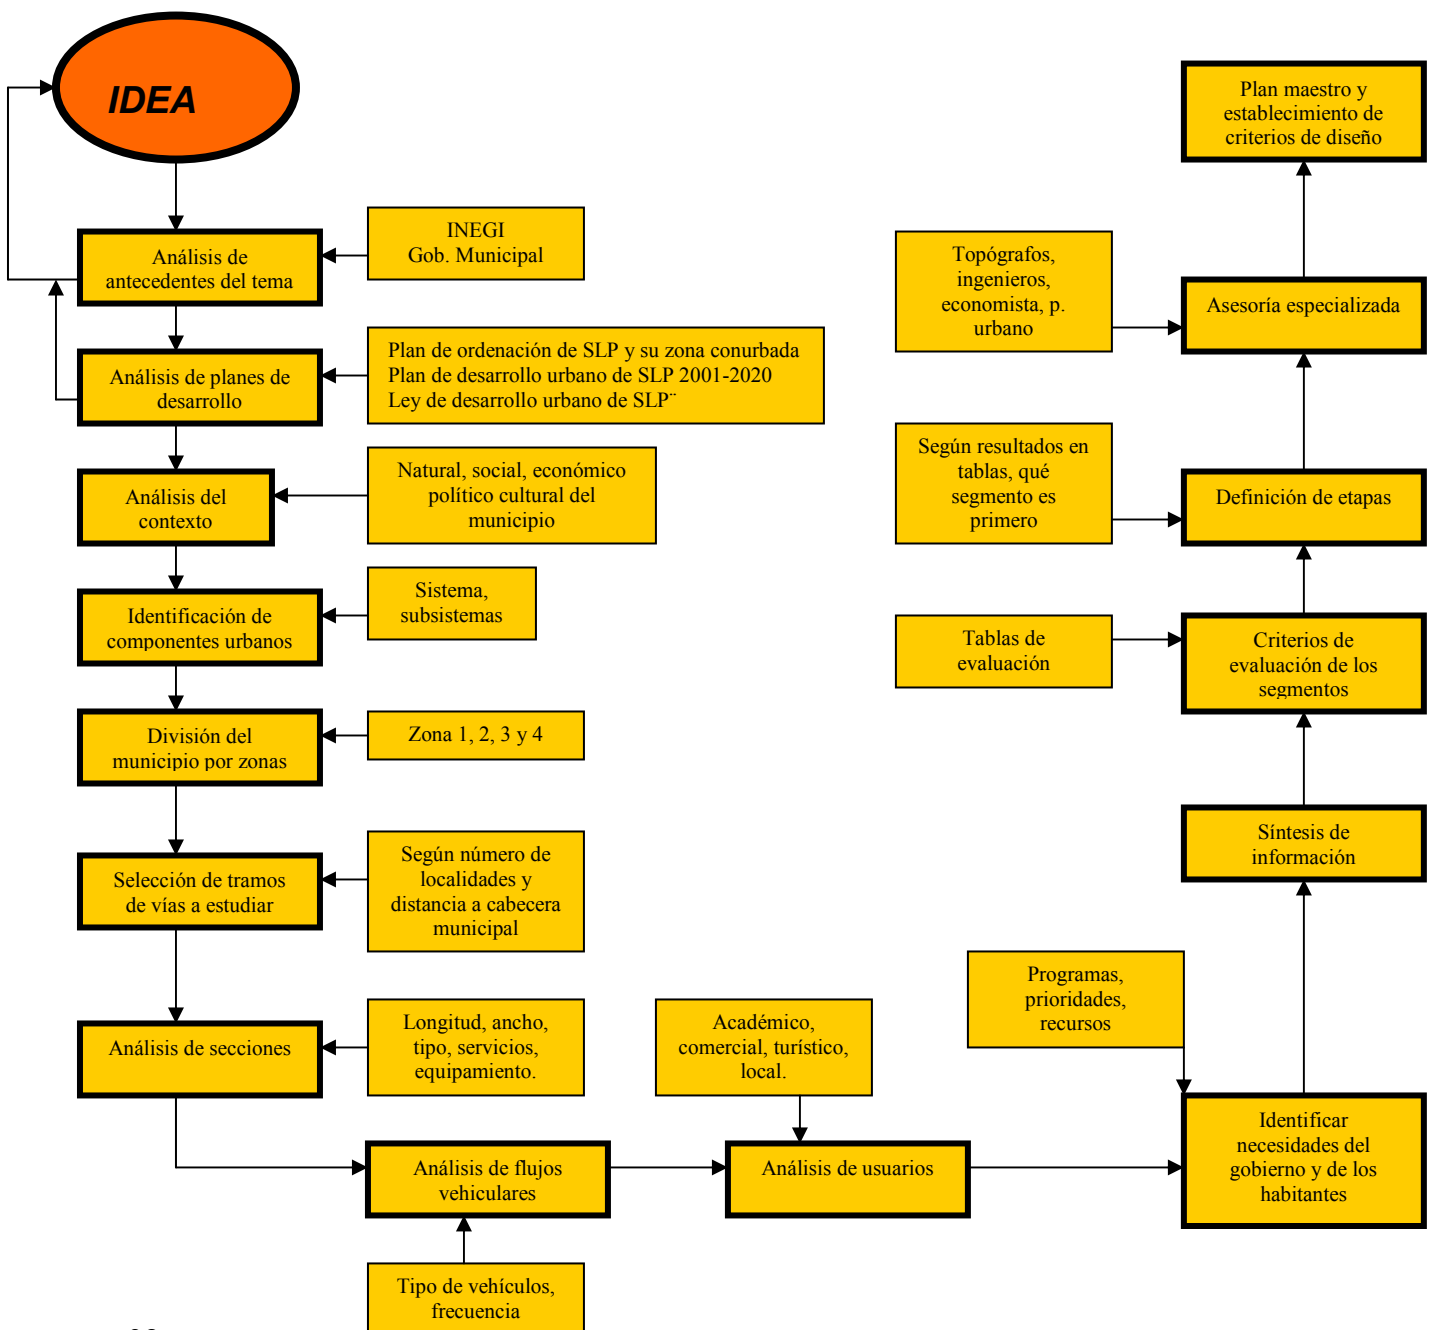 IDEA
Análisis de
antecedentes del tema
INEGI
Gob. Municipal
Análisis de planes de
desarrollo
Plan de ordenación de SLP y su zona conurbada
Plan de desarrollo urbano de SLP 2001-2020
Ley de desarrollo urbano de SLP¨
Análisis del
contexto
Natural, social, económico
político cultural del
municipio
Identificación de
componentes urbanos
Sistema,
subsistemas
División del
municipio por zonas
Zona 1, 2, 3 y 4
Selección de tramos
de vías a estudiar
Según número de
localidades y
distancia a cabecera
municipal
Análisis de secciones
Longitud, ancho,
tipo, servicios,
equipamiento.
Análisis de flujos
vehiculares
Tipo de vehículos,
frecuencia
Académico,
comercial, turístico,
local.
Análisis de usuarios
Programas,
prioridades,
recursos
Identificar
necesidades del
gobierno y de los
habitantes
Síntesis de
información
Tablas de
evaluación
Criterios de
evaluación de los
segmentos
Según resultados en
tablas, qué
segmento es
primero
Definición de etapas
Topógrafos,
ingenieros,
economista, p.
urbano
Asesoría especializada
Plan maestro y
establecimiento de
criterios de diseño